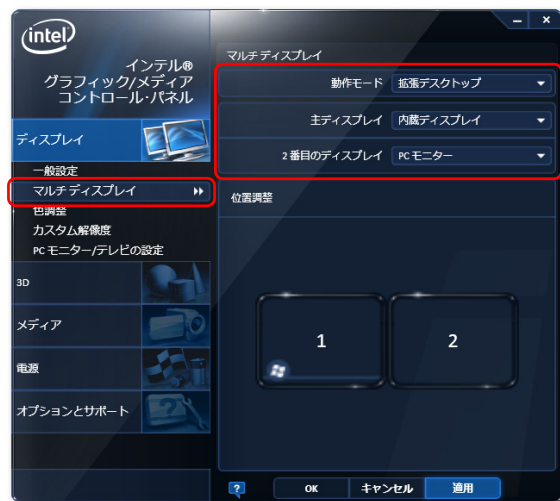 intel
インテル®
グラフィック/メディア
コントロール・パネル
ディスプレイ
一般設定
マルチディスプレイ
色調整
カスタム解像度
PC モニター/テレビの設定
3D
メディア
電源
オプションとサポート
マルチディスプレイ
動作モード 拡張デスクトップ
主ディスプレイ 内蔵ディスプレイ
2 番目のディスプレイ PC モニター
位置調整
1 2
? OK キャンセル 適用